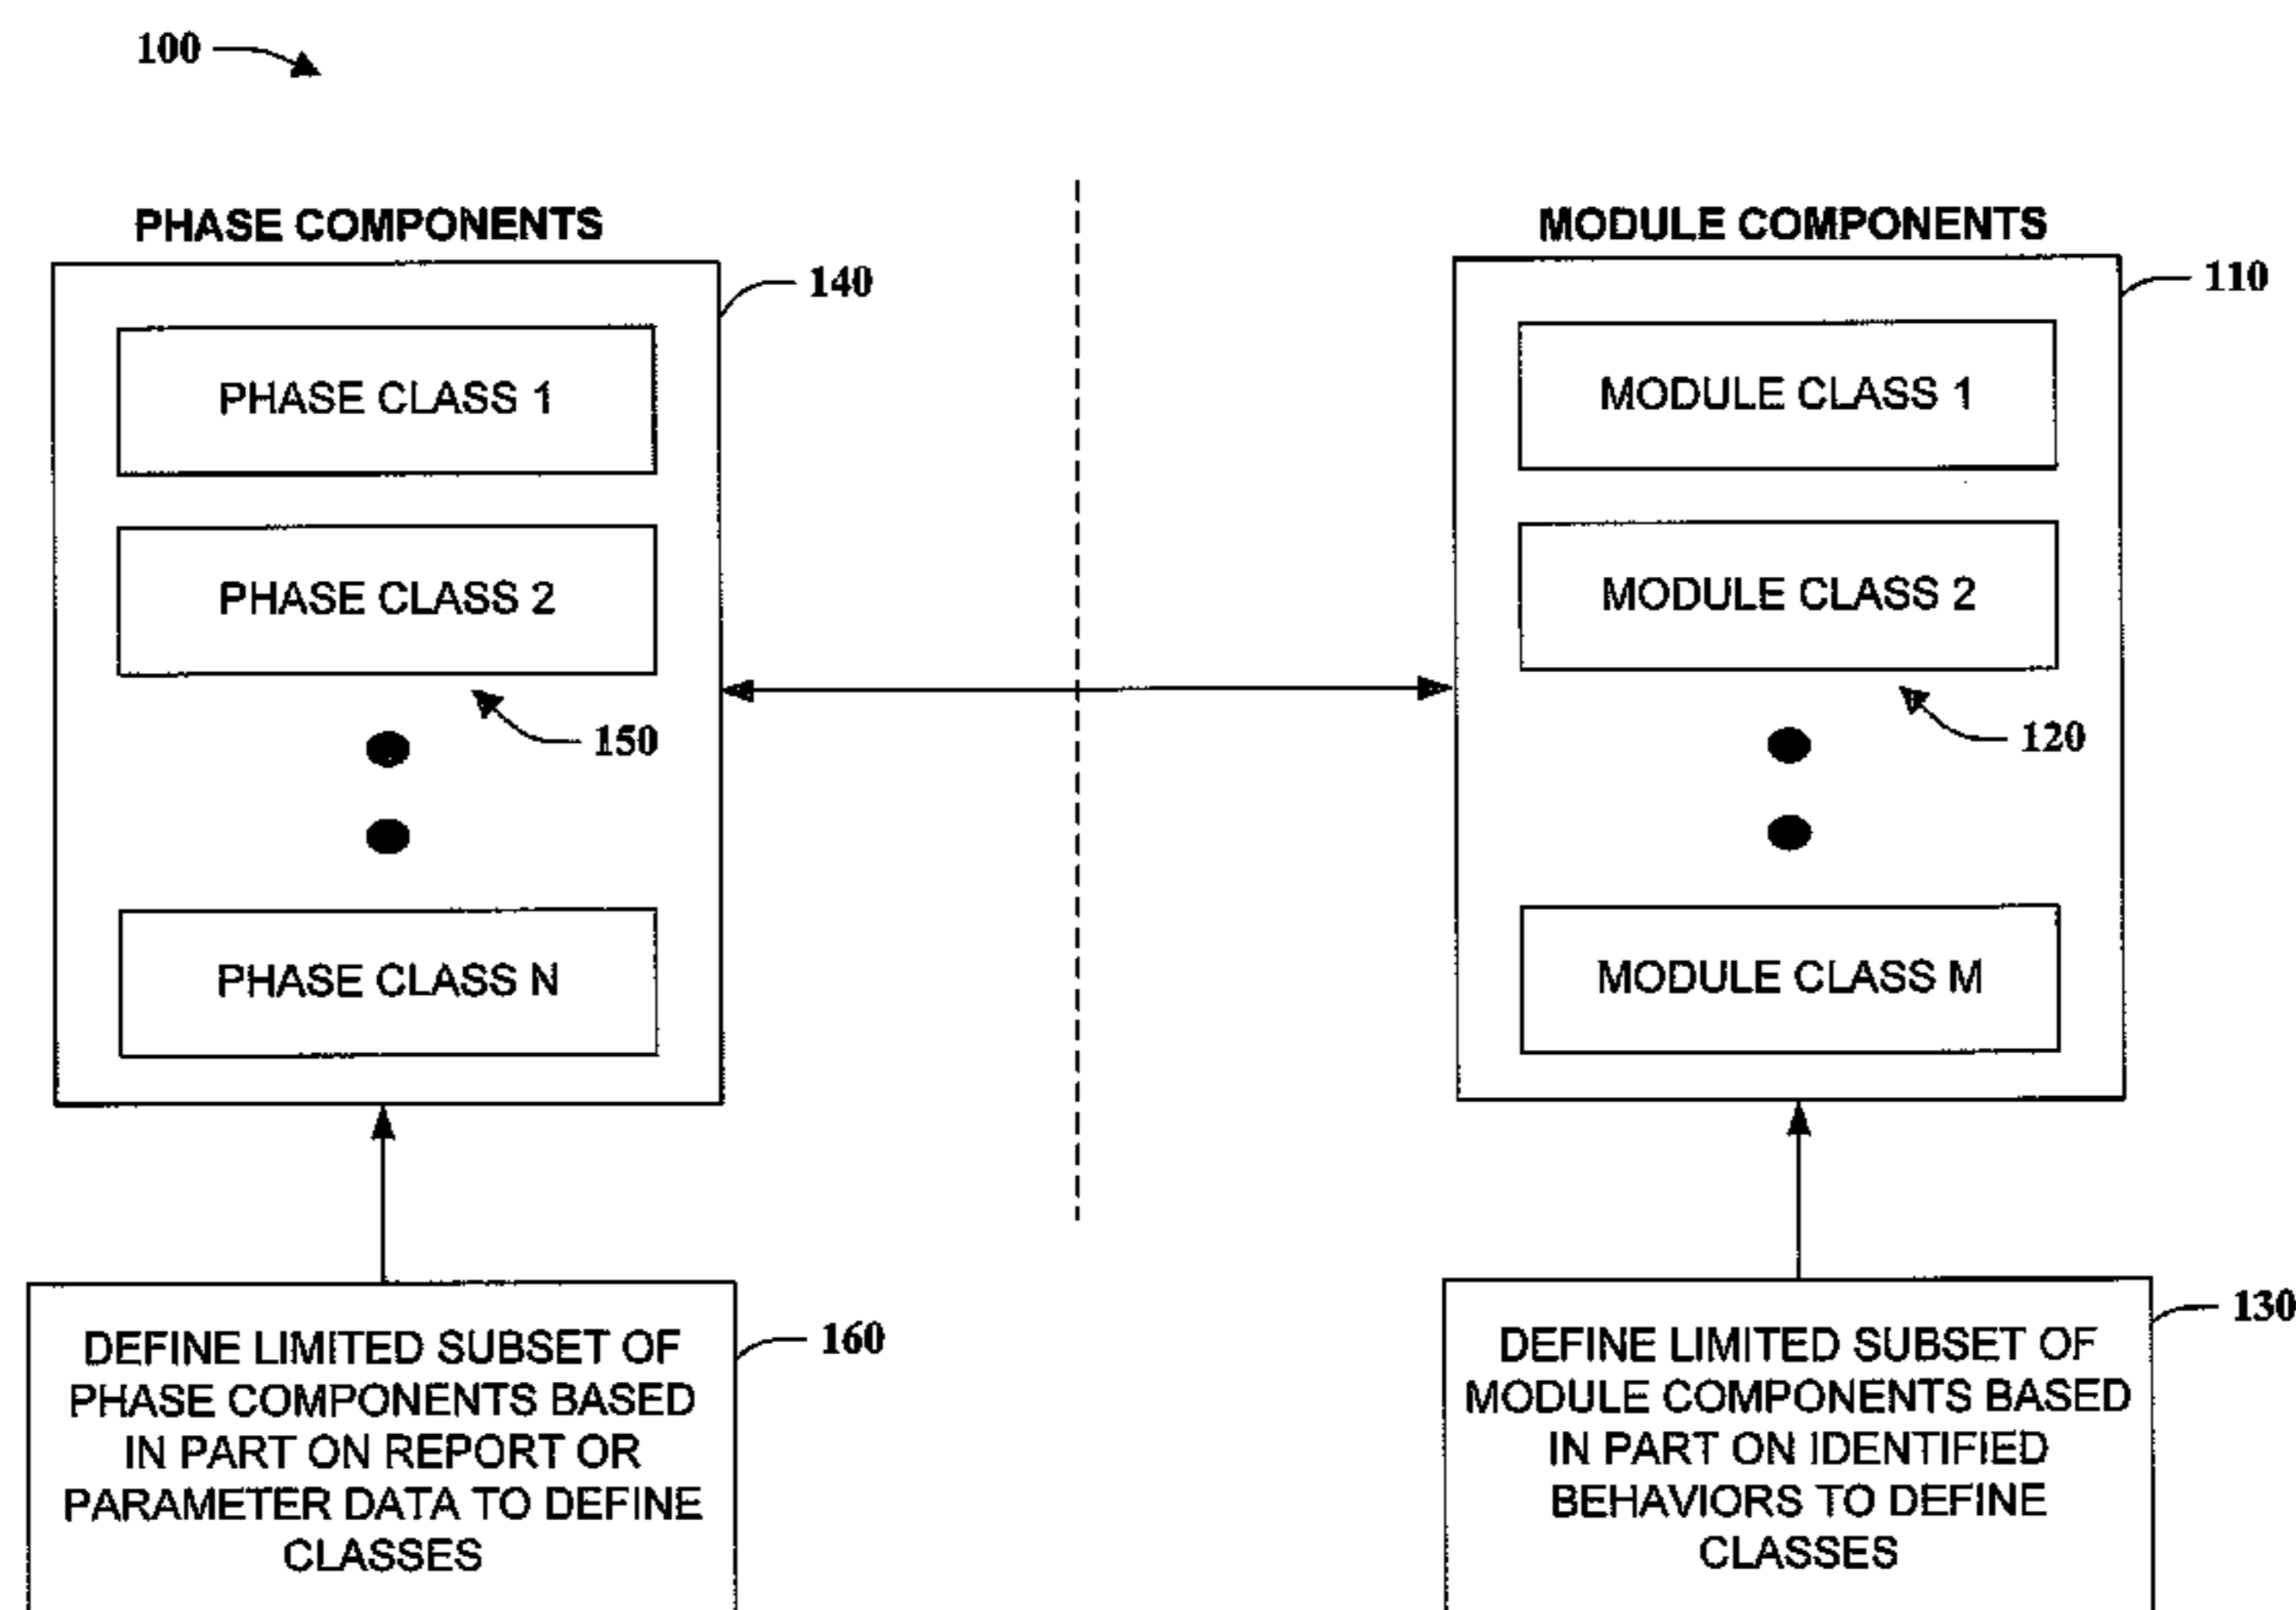 100
PHASE COMPONENTS
140
PHASE CLASS 1
PHASE CLASS 2
150
PHASE CLASS N
160
DEFINE LIMITED SUBSET OF
PHASE COMPONENTS BASED
IN PART ON REPORT OR
PARAMETER DATA TO DEFINE
CLASSES
MODULE COMPONENTS
110
MODULE CLASS 1
MODULE CLASS 2
120
MODULE CLASS M
130
DEFINE LIMITED SUBSET OF
MODULE COMPONENTS BASED
IN PART ON IDENTIFIED
BEHAVIORS TO DEFINE
CLASSES